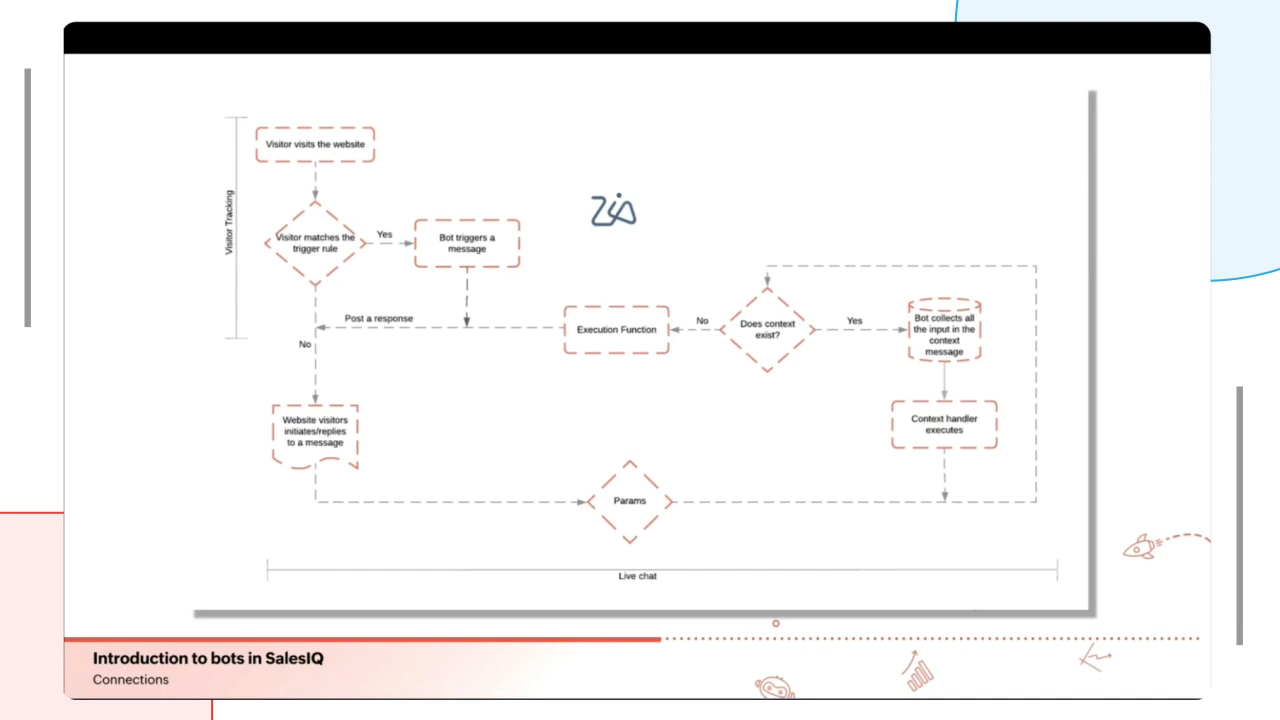 Visitor visits the website
Visitor Tracking
Visitor matches the
trigger rule
Yes
Bot triggers a
message
Zia
Post a response
No
Execution Function
No
Does context
exist?
Yes
Bot collects all
the input in the
context
message
Website visitors
initiates/replies
to a message
Context handler
executes
Params
Live chat
Introduction to bots in SalesIQ
Connections